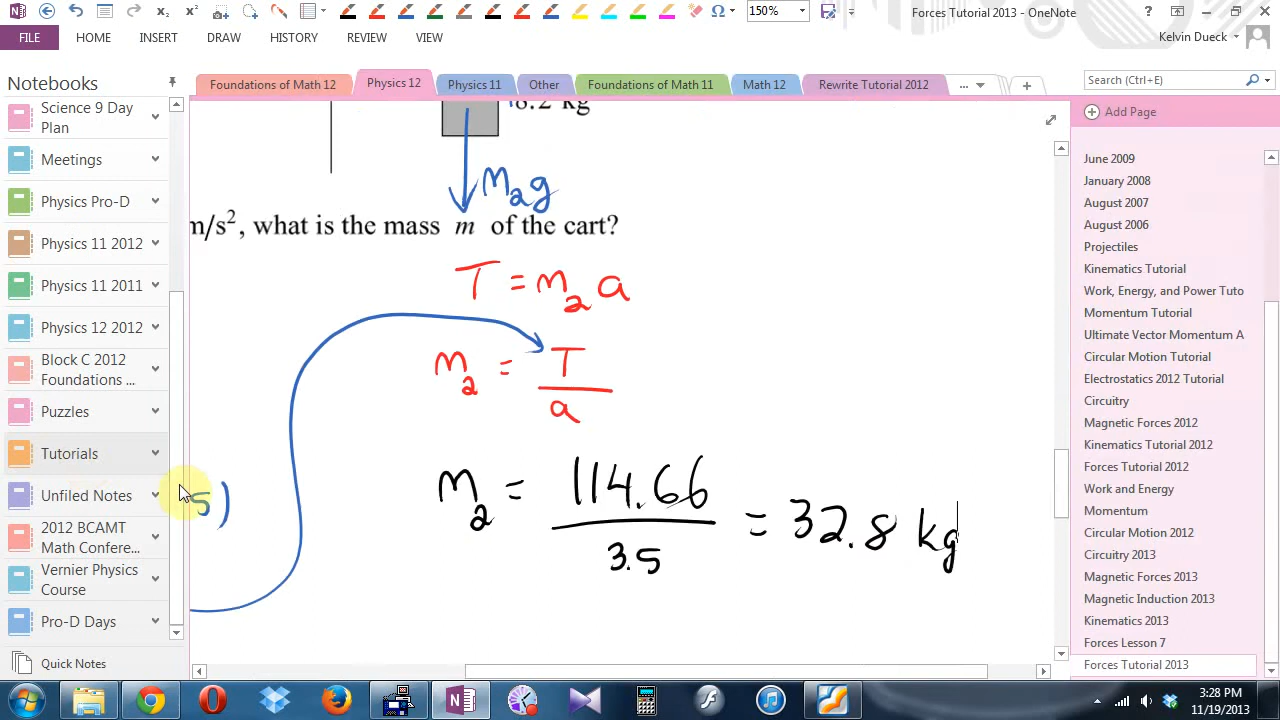 Forces Tutorial 2013 - OneNote
150%
FILE HOME INSERT DRAW HISTORY REVIEW VIEW
Kelvin Dueck
Notebooks
Science 9 Day
Plan
Meetings
Physics Pro-D
Physics 11 2012
Physics 11 2011
Physics 12 2012
Block C 2012
Foundations ...
Puzzles
Tutorials
Unfiled Notes
2012 BCAMT
Math Confere...
Vernier Physics
Course
Pro-D Days
Quick Notes
Foundations of Math 12 Physics 12 Physics 11 Other Foundations of Math 11 Math 12 Rewrite Tutorial 2012 ...
Search (Ctrl+E)
m₂g
m/s², what is the mass m of the cart?
T = m₂ a
m₂ = T
a
m₂ = 114.66 = 32.8 kg
3.5
5)
Add Page
June 2009
January 2008
August 2007
August 2006
Projectiles
Kinematics Tutorial
Work, Energy, and Power Tuto
Momentum Tutorial
Ultimate Vector Momentum A
Circular Motion Tutorial
Electrostatics 2012 Tutorial
Circuitry
Magnetic Forces 2012
Kinematics Tutorial 2012
Forces Tutorial 2012
Work and Energy
Momentum
Circular Motion 2012
Circuitry 2013
Magnetic Forces 2013
Magnetic Induction 2013
Kinematics 2013
Forces Lesson 7
Forces Tutorial 2013
3:28 PM
11/19/2013